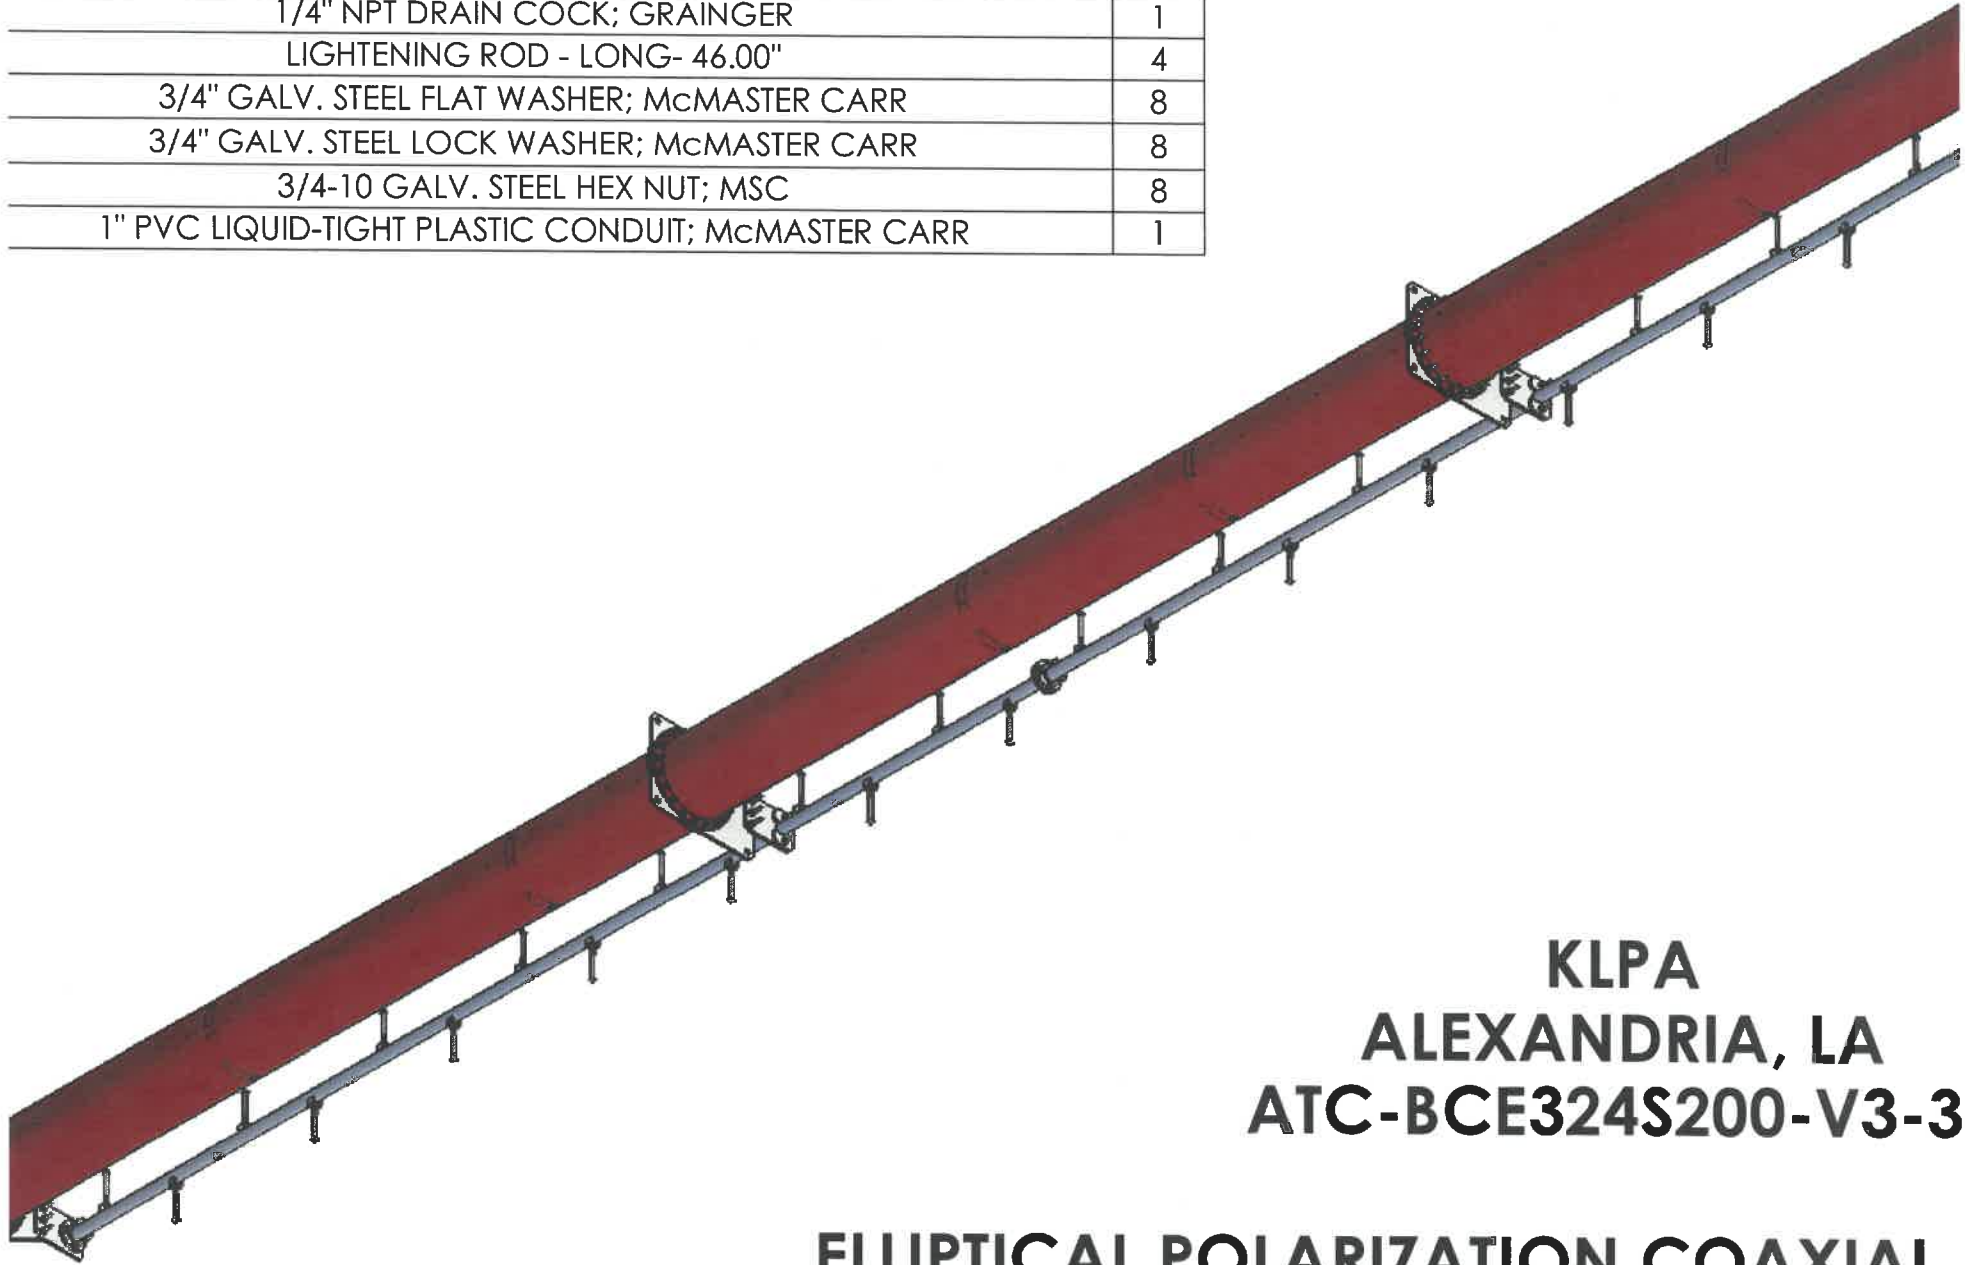 1/4" NPT DRAIN COCK; GRAINGER 1
LIGHTENING ROD - LONG- 46.00" 4
3/4" GALV. STEEL FLAT WASHER; McMASTER CARR 8
3/4" GALV. STEEL LOCK WASHER; McMASTER CARR 8
3/4-10 GALV. STEEL HEX NUT; MSC 8
1" PVC LIQUID-TIGHT PLASTIC CONDUIT; McMASTER CARR 1
KLPA
ALEXANDRIA, LA
ATC-BCE324S200-V3-3
ELLIPTICAL POLARIZATION COAXIAL